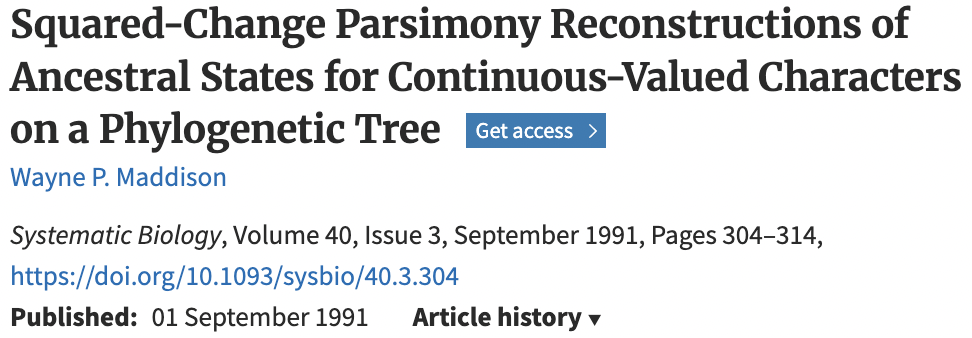 Squared-Change Parsimony Reconstructions of
Ancestral States for Continuous-Valued Characters
on a Phylogenetic Tree Get access >
Wayne P. Maddison
Systematic Biology, Volume 40, Issue 3, September 1991, Pages 304–314,
https://doi.org/10.1093/sysbio/40.3.304
Published: 01 September 1991 Article history ▼